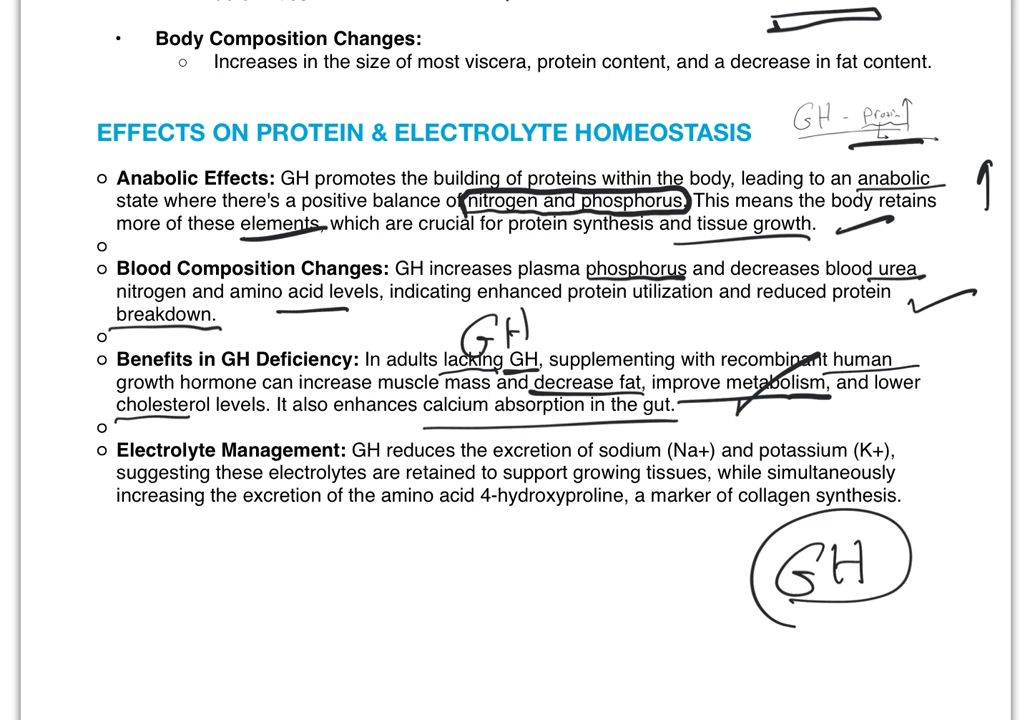 • Body Composition Changes:
○ Increases in the size of most viscera, protein content, and a decrease in fat content.
EFFECTS ON PROTEIN & ELECTROLYTE HOMEOSTASIS
GH -
○ Anabolic Effects: GH promotes the building of proteins within the body, leading to an anabolic
state where there's a positive balance of nitrogen and phosphorus. This means the body retains
more of these elements, which are crucial for protein synthesis and tissue growth.
○
○ Blood Composition Changes: GH increases plasma phosphorus and decreases blood urea
nitrogen and amino acid levels, indicating enhanced protein utilization and reduced protein
breakdown.
○
GH
○ Benefits in GH Deficiency: In adults lacking GH, supplementing with recombinant human
growth hormone can increase muscle mass and decrease fat, improve metabolism, and lower
cholesterol levels. It also enhances calcium absorption in the gut.
○
○ Electrolyte Management: GH reduces the excretion of sodium (Na+) and potassium (K+),
suggesting these electrolytes are retained to support growing tissues, while simultaneously
increasing the excretion of the amino acid 4-hydroxyproline, a marker of collagen synthesis.
GH